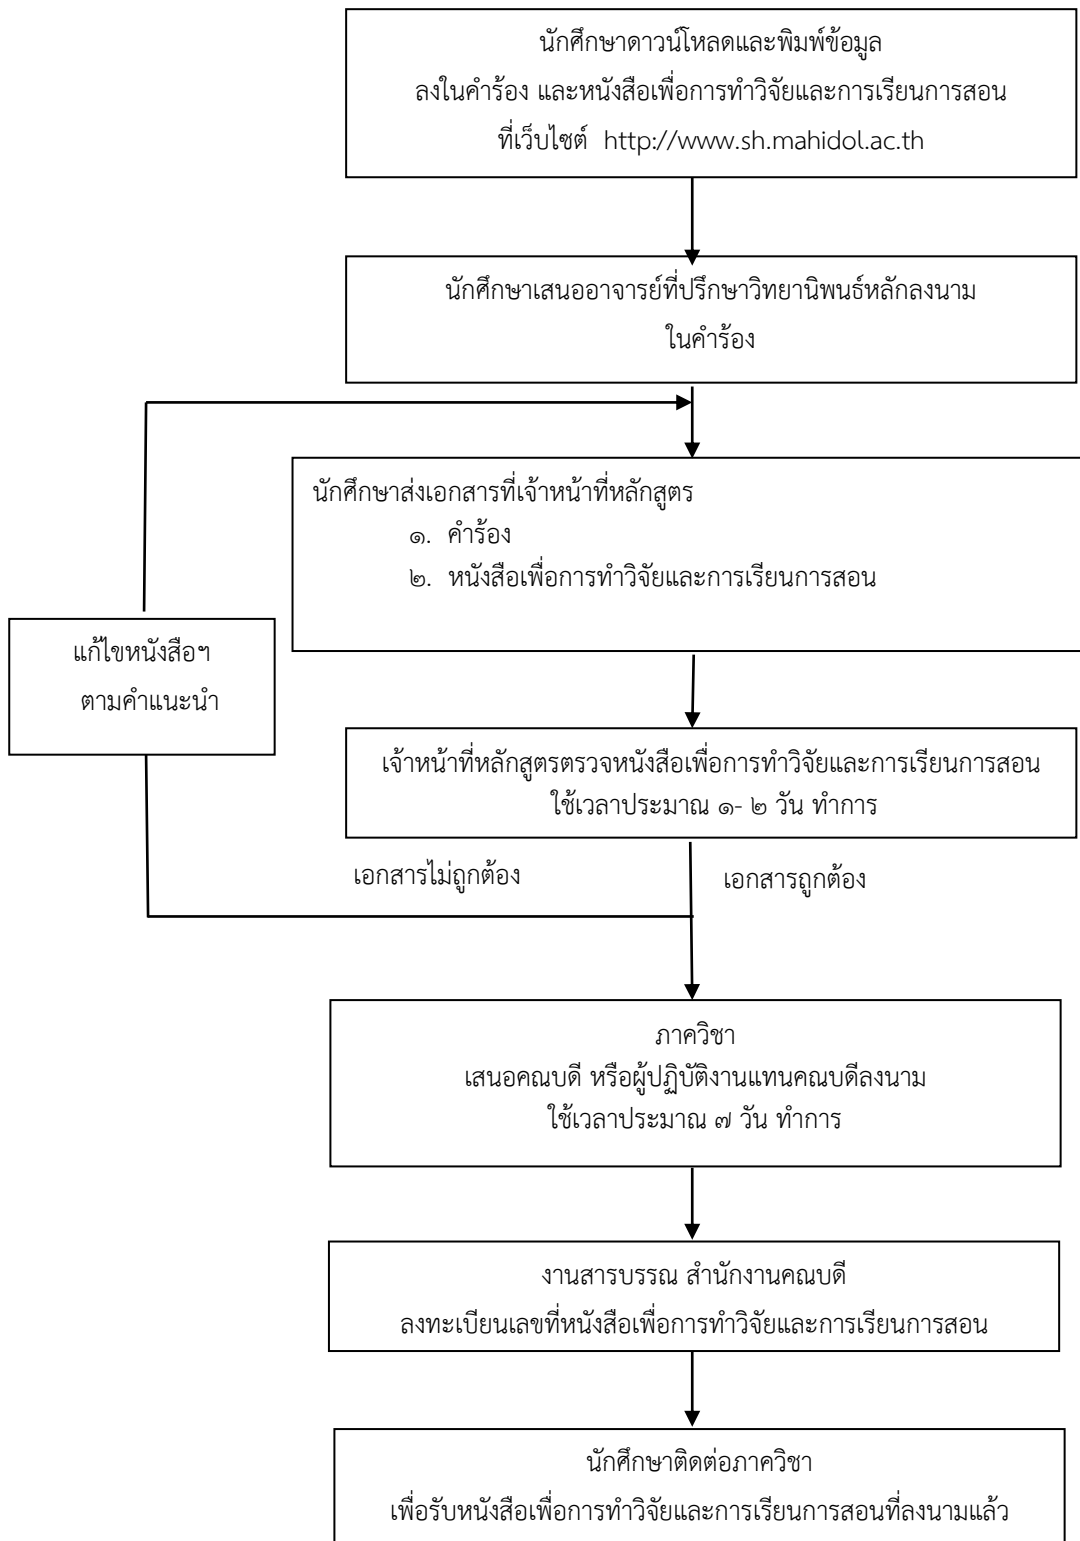 นักศึกษาดาวน์โหลดและพิมพ์ข้อมูล
ลงในคำร้อง และหนังสือเพื่อการทำวิจัยและการเรียนการสอน
ที่เว็บไซต์ http://www.sh.mahidol.ac.th
นักศึกษาเสนออาจารย์ที่ปรึกษาวิทยานิพนธ์หลักลงนาม
ในคำร้อง
นักศึกษาส่งเอกสารที่เจ้าหน้าที่หลักสูตร
๑. คำร้อง
๒. หนังสือเพื่อการทำวิจัยและการเรียนการสอน
แก้ไขหนังสือฯ
ตามคำแนะนำ
เจ้าหน้าที่หลักสูตรตรวจหนังสือเพื่อการทำวิจัยและการเรียนการสอน
ใช้เวลาประมาณ ๑- ๒ วัน ทำการ
เอกสารไม่ถูกต้อง
เอกสารถูกต้อง
ภาควิชา
เสนอคณบดี หรือผู้ปฏิบัติงานแทนคณบดีลงนาม
ใช้เวลาประมาณ ๗ วัน ทำการ
งานสารบรรณ สำนักงานคณบดี
ลงทะเบียนเลขที่หนังสือเพื่อการทำวิจัยและการเรียนการสอน
นักศึกษาติดต่อภาควิชา
เพื่อรับหนังสือเพื่อการทำวิจัยและการเรียนการสอนที่ลงนามแล้ว